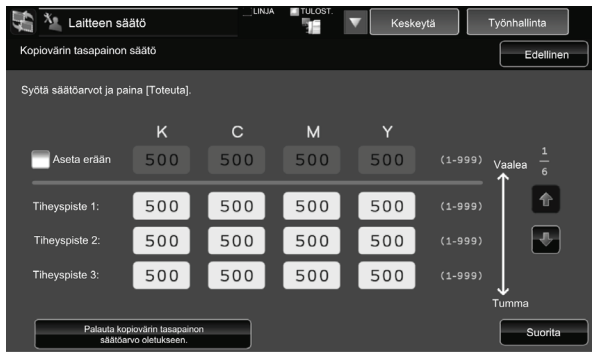 Laitteen säätö
LINJA
TULOST.
Keskeytä
Työnhallinta
Kopiovärin tasapainon säätö
Edellinen
Syötä säätöarvot ja paina [Toteuta].
K C M Y
Aseta erään 500 500 500 500 (1-999) Vaalea 1
6
Tiheyspiste 1: 500 500 500 500 (1-999)
Tiheyspiste 2: 500 500 500 500 (1-999)
Tiheyspiste 3: 500 500 500 500 (1-999)
Tumma
Palauta kopiovärin tasapainon
säätöarvo oletukseen.
Suorita